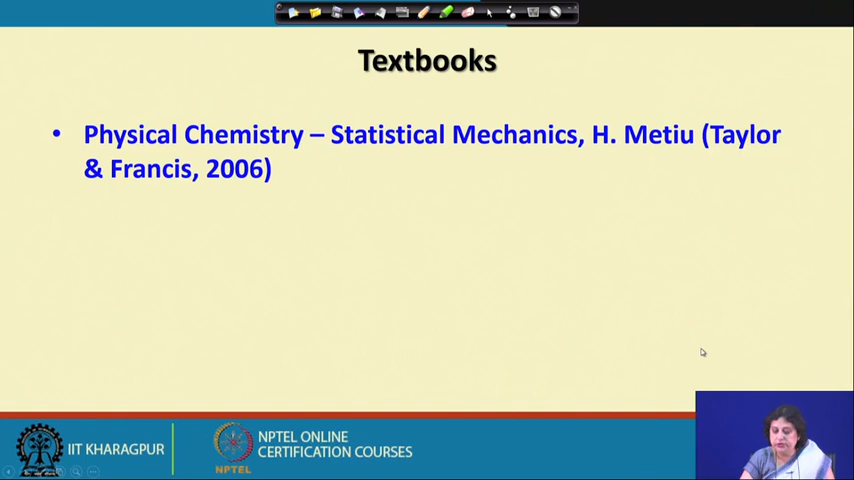 Textbooks
• Physical Chemistry – Statistical Mechanics, H. Metiu (Taylor
& Francis, 2006)
IIT KHARAGPUR
NPTEL
NPTEL ONLINE
CERTIFICATION COURSES